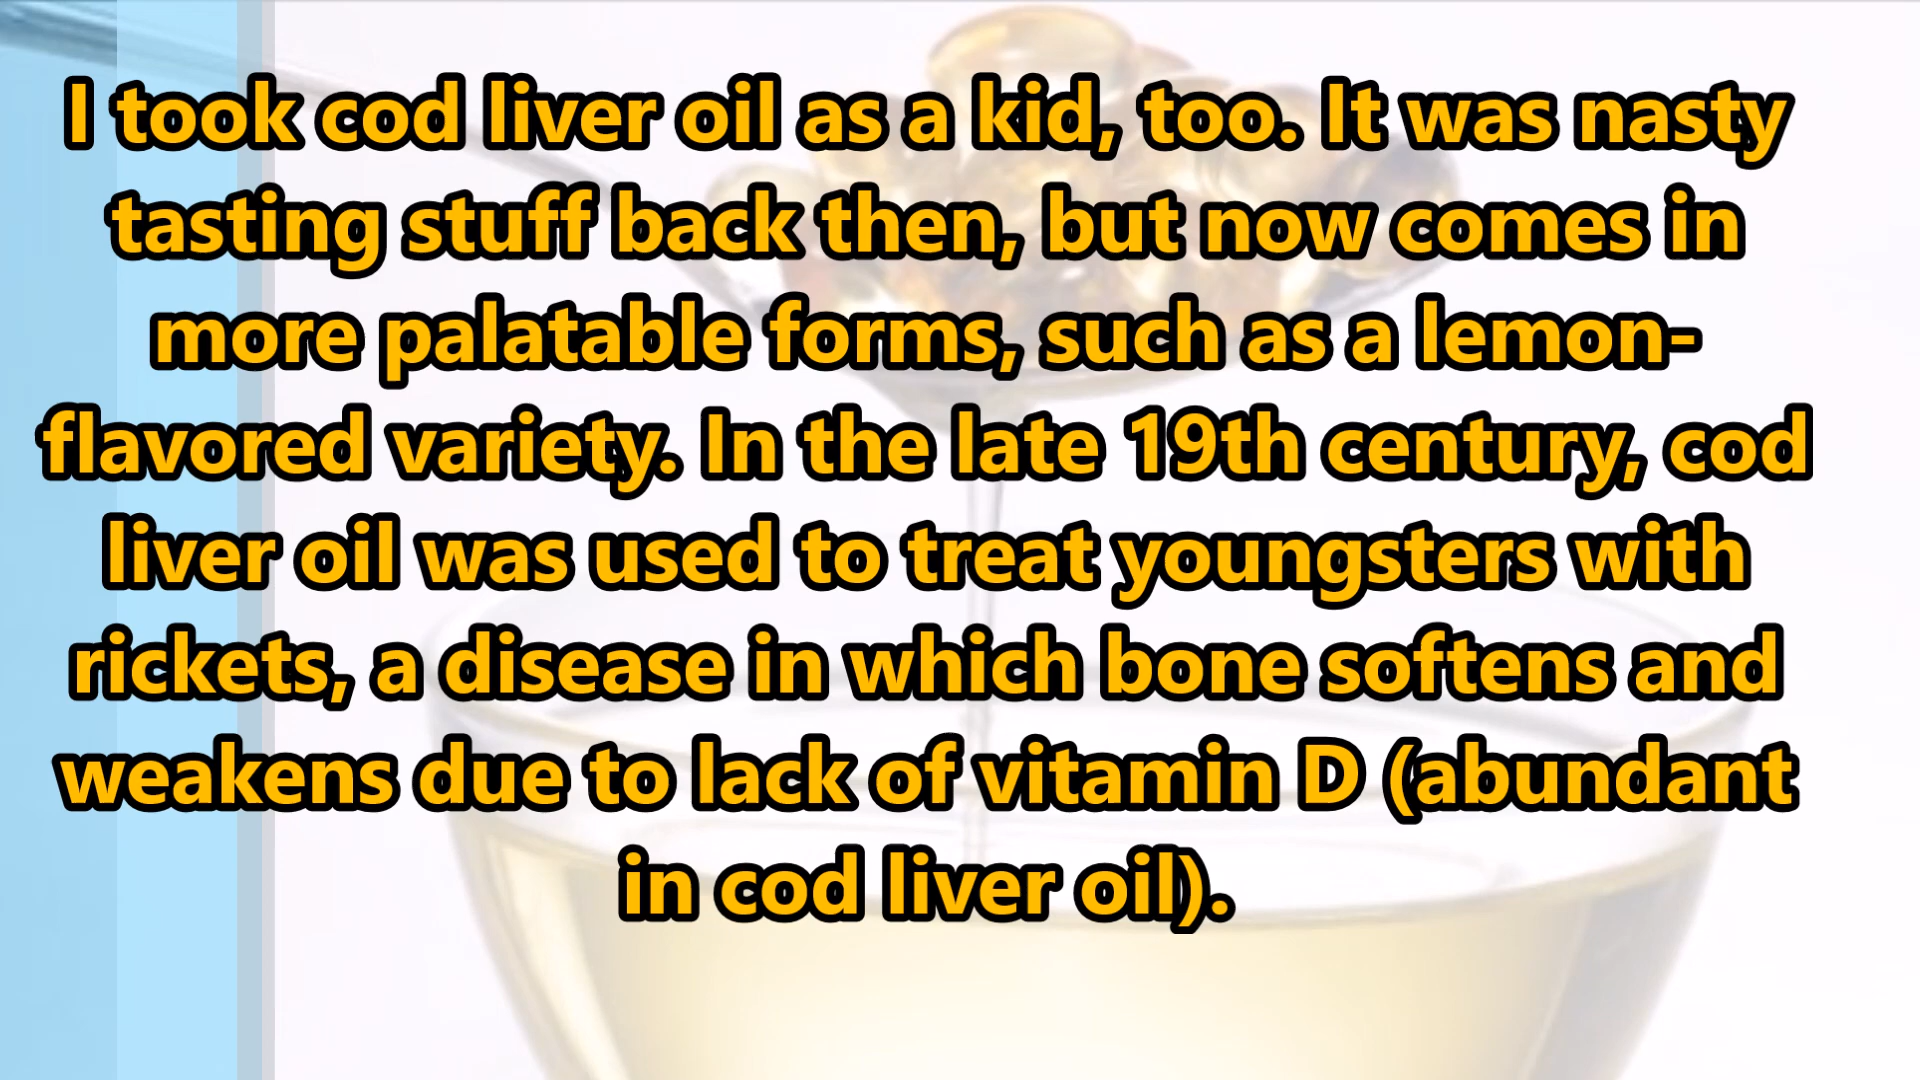 I took cod liver oil as a kid, too. It was nasty
tasting stuff back then, but now comes in
more palatable forms, such as a lemon-
flavored variety. In the late 19th century, cod
liver oil was used to treat youngsters with
rickets, a disease in which bone softens and
weakens due to lack of vitamin D (abundant
in cod liver oil).